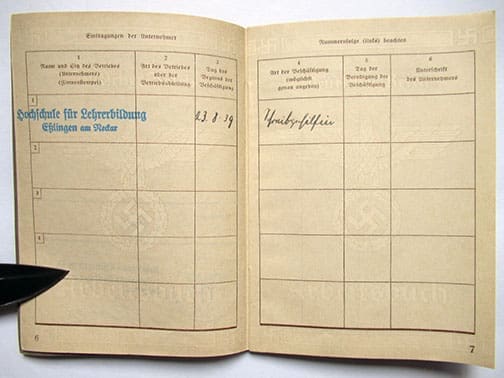 Eintragungen der Unternehmer
1
Name und Sitz des Betriebes
(Unternehmers)
(Firmenstempel)
2
Art des Betriebes
oder der
Betriebsabteilung
3
Tag des
Beginns der
Beschäftigung
1
Hochschule für Lehrerbildung
Eßlingen am Neckar
23. 8. 39
2
3
4
Arbeitsbuch
6
Nummernfolge (links) beachten
4
Art der Beschäftigung
(möglichst
genau angeben)
5
Tag der
Beendigung der
Beschäftigung
6
Unterschrift
des Unternehmers
Schreibgehilfin
Arbeitsbuch
7